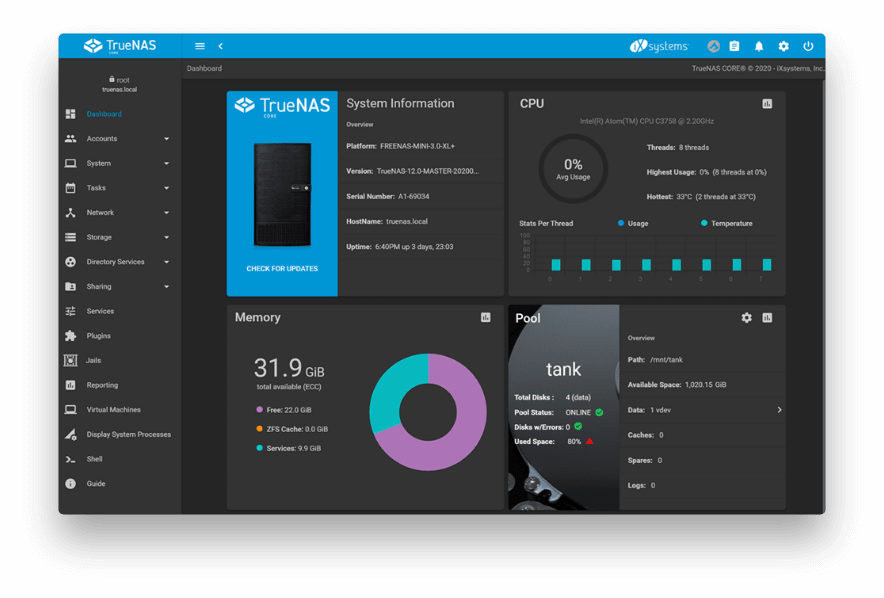 TrueNAS
CORE
iXsystems
root
truenas.local
Dashboard
TrueNAS CORE® © 2020 - iXsystems, Inc.
Dashboard
Accounts
System
Tasks
Network
Storage
Directory Services
Sharing
Services
Plugins
Jails
Reporting
Virtual Machines
Display System Processes
Shell
Guide
TrueNAS
CORE
CHECK FOR UPDATES
System Information
Overview
Platform: FREENAS-MINI-3.0-XL+
Version: TrueNAS-12.0-MASTER-20200...
Serial Number: A1-69034
HostName: truenas.local
Uptime: 6:40PM up 3 days, 23:03
CPU
Intel(R) Atom(TM) CPU C3758 @ 2.20GHz
0%
Avg Usage
Threads: 8 threads
Highest Usage: 0% (8 threads at 0%)
Hottest: 33°C (2 threads at 33°C)
Stats Per Thread
Usage
Temperature
100
80
60
40
20
0
0 1 2 3 4 5 6 7
Memory
31.9 GiB
total available (ECC)
Free: 22.0 GiB
ZFS Cache: 0.0 GiB
Services: 9.9 GiB
Pool
tank
Total Disks : 4 (data)
Pool Status: ONLINE
Disks w/Errors: 0
Used Space: 80%
Overview
Path: /mnt/tank
Available Space: 1,020.15 GiB
Data: 1 vdev
Caches: 0
Spares: 0
Logs: 0